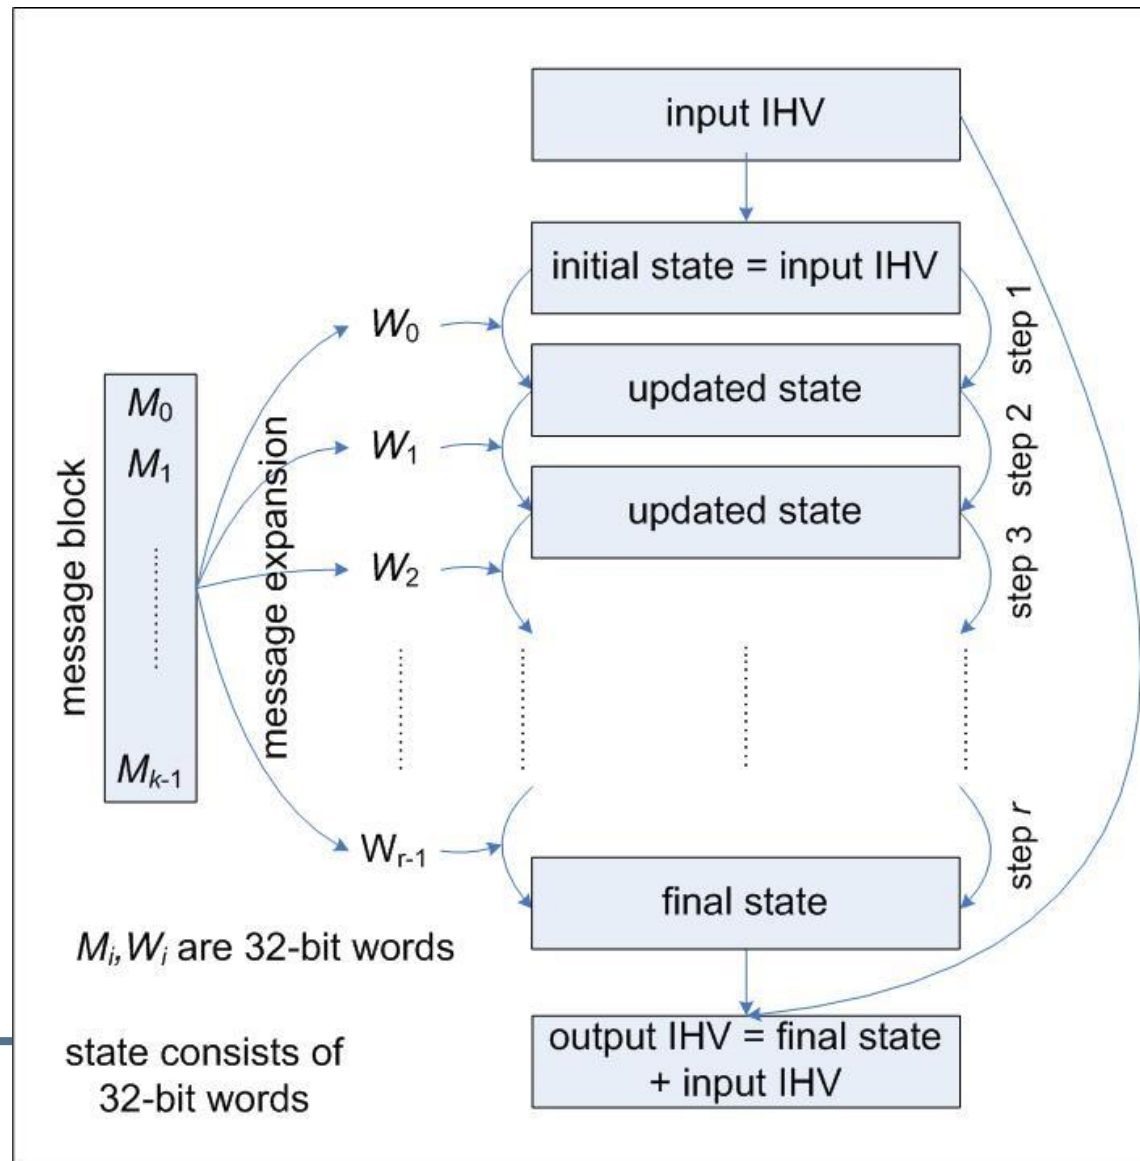 input IHV
initial state = input IHV
step 1
W₀
updated state
step 2
M₀
W₁
M₁
updated state
step 3
message block
message expansion
W₂
Mₖ₋₁
Wᵣ₋₁
step r
final state
Mᵢ,Wᵢ are 32-bit words
output IHV = final state
+ input IHV
state consists of
32-bit words